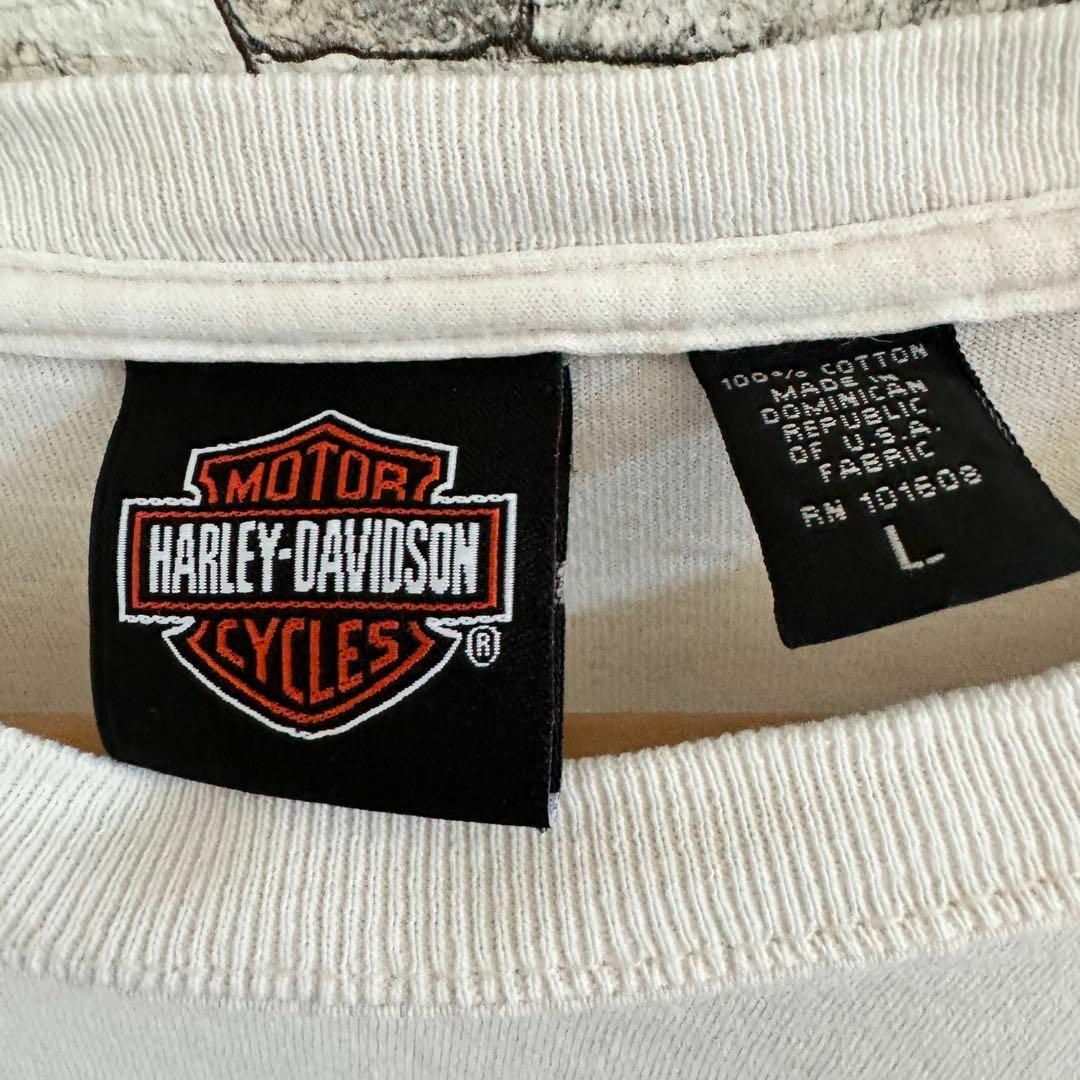 MOTOR
HARLEY-DAVIDSON
CYCLES
®
100% COTTON
MADE IN
DOMINICAN
REPUBLIC
OF U.S.A.
FABRIC
RN 101608
L